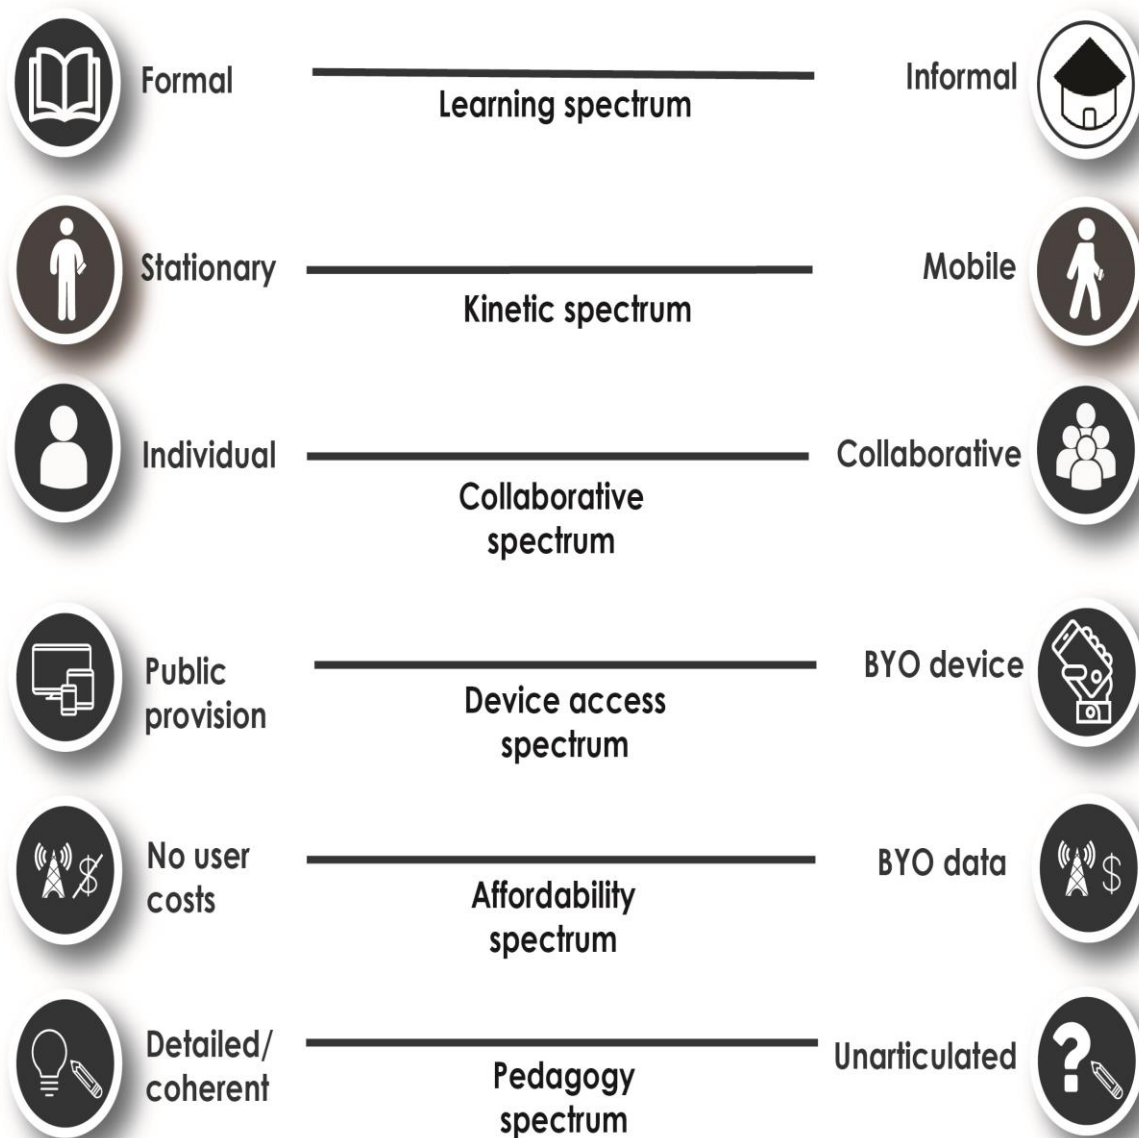 Formal
Informal
Learning spectrum
Stationary
Mobile
Kinetic spectrum
Individual
Collaborative
Collaborative
spectrum
Public
provision
BYO device
Device access
spectrum
No user
costs
BYO data
Affordability
spectrum
Detailed/
coherent
Unarticulated
Pedagogy
spectrum